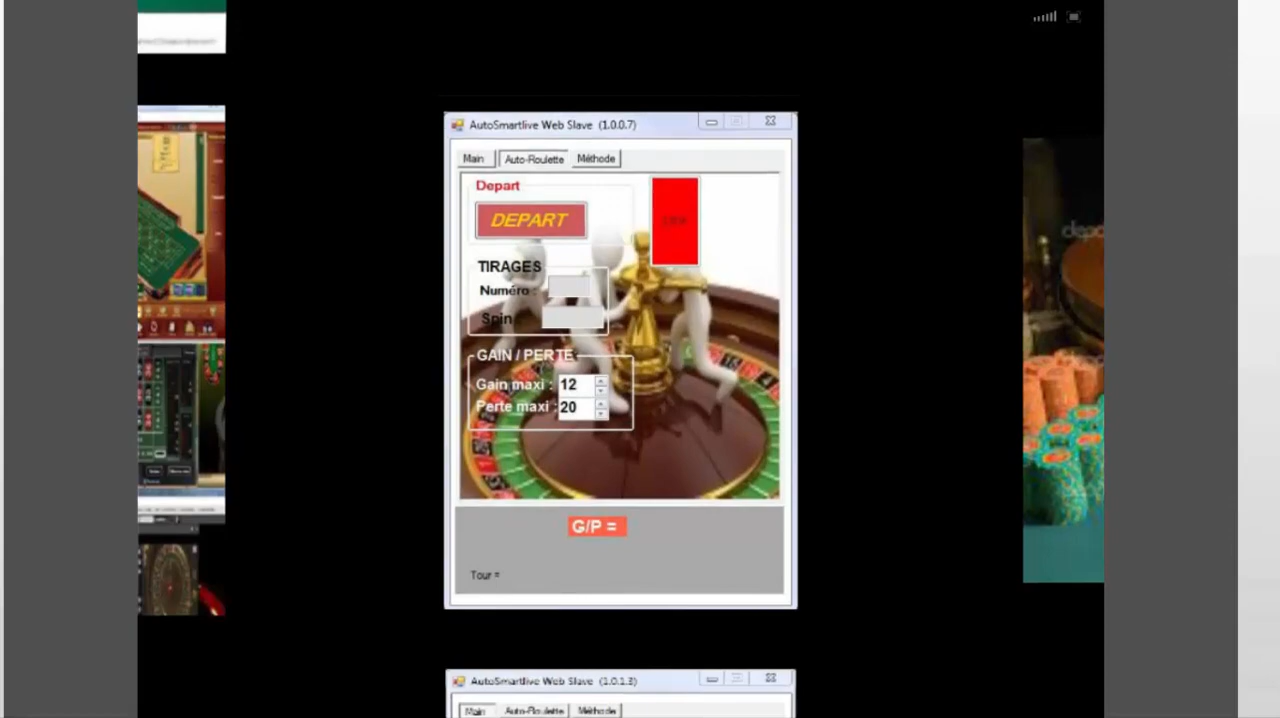 AutoSmartlive Web Slave (1.0.0.7)
Main Auto-Roulette Méthode
Depart
DEPART
TIRAGES
Numéro :
Spin
GAIN / PERTE
Gain maxi : 12
Perte maxi : 20
G/P =
Tour =
AutoSmartlive Web Slave (1.0.1.3)
Main Auto-Roulette Méthode